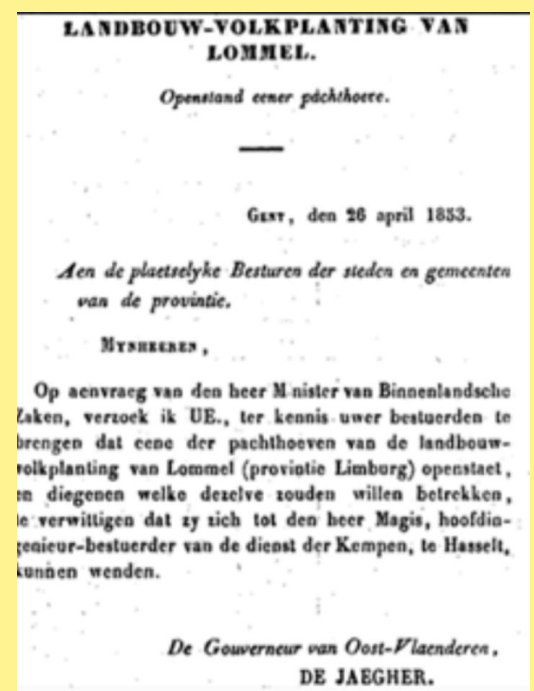 LANDBOUW-VOLKPLANTING VAN
LOMMEL.
Openstand eener pachthoeve.
GENT, den 26 april 1853.
Aen de plaetselyke Besturen der steden en gemeenten
van de provintie.
MYNHEEREN,
Op aenvraeg van den heer Minister van Binnenlandsche
Zaken, verzoek ik UE., ter kennis uwer bestuerden te
brengen dat eene der pachthoeven van de landbouw-
volkplanting van Lommel (provintie Limburg) openstaet,
en diegenen welke dezelve zouden willen betrekken,
te verwittigen dat zy zich tot den heer Magis, hoofdin-
genieur-bestuerder van de dienst der Kempen, te Hasselt,
kunnen wenden.
De Gouverneur van Oost-Vlaenderen,
DE JAEGHER.